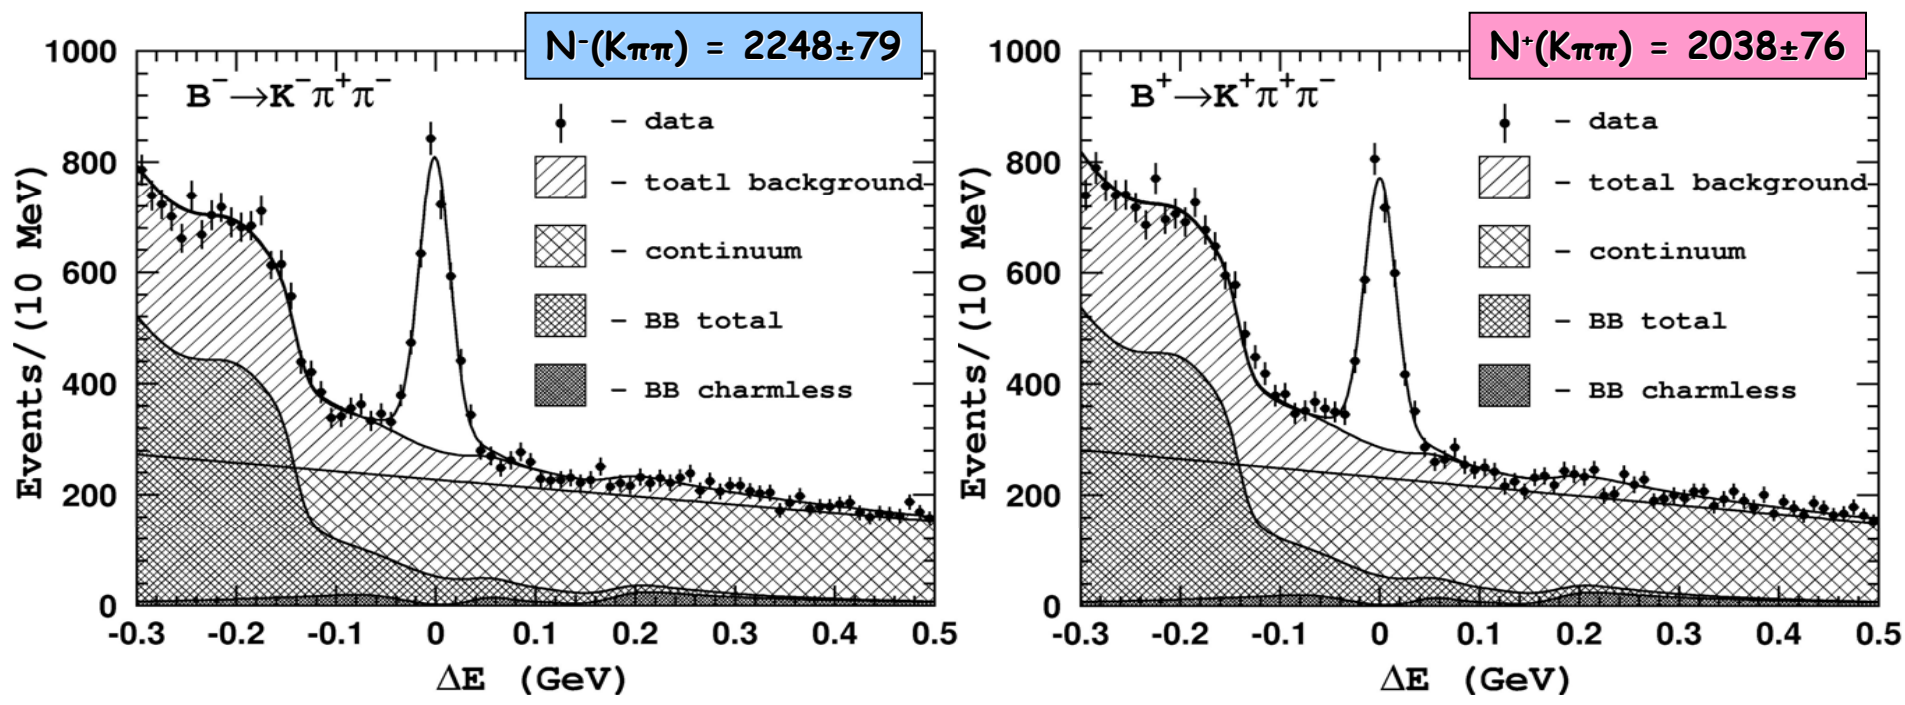 N⁻(Kππ) = 2248±79
B⁻→K⁻π⁺π⁻
– data
– toatl background
– continuum
– BB total
– BB charmless
Events/(10 MeV)
1000
800
600
400
200
0
-0.3 -0.2 -0.1 0 0.1 0.2 0.3 0.4 0.5
ΔE (GeV)
N⁺(Kππ) = 2038±76
B⁺→K⁺π⁺π⁻
– data
– total background
– continuum
– BB total
– BB charmless
Events/(10 MeV)
1000
800
600
400
200
0
-0.3 -0.2 -0.1 0 0.1 0.2 0.3 0.4 0.5
ΔE (GeV)